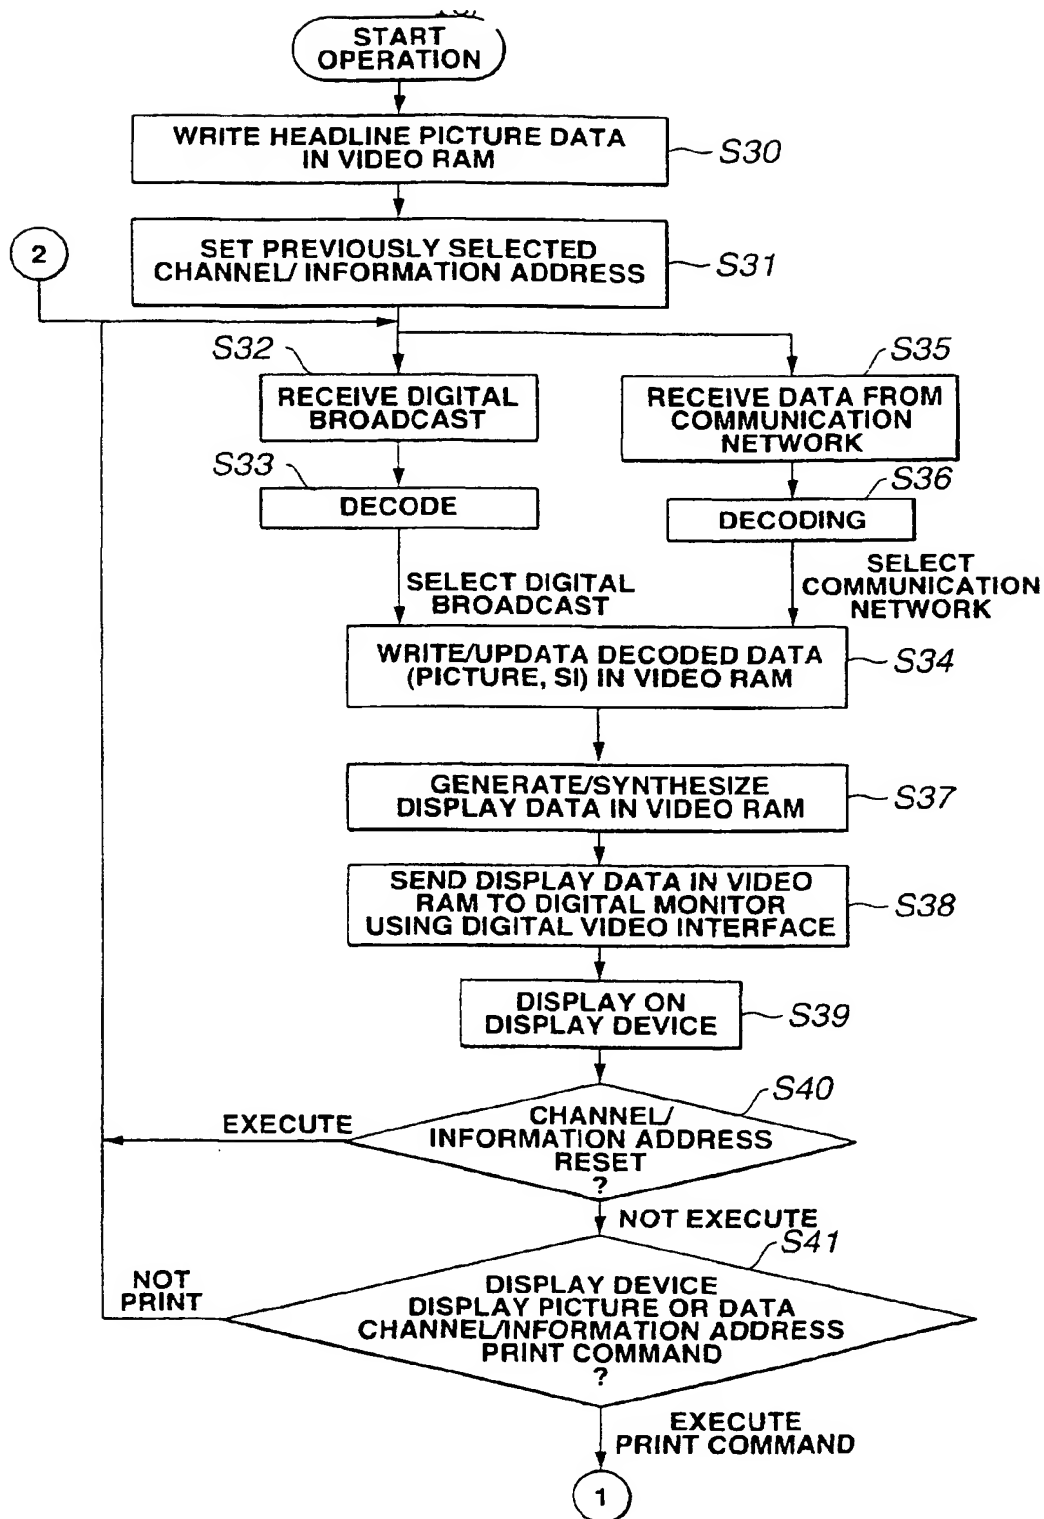 START
OPERATION
WRITE HEADLINE PICTURE DATA
IN VIDEO RAM
S30
2
SET PREVIOUSLY SELECTED
CHANNEL/ INFORMATION ADDRESS
S31
S32
RECEIVE DIGITAL
BROADCAST
S35
RECEIVE DATA FROM
COMMUNICATION
NETWORK
S33
DECODE
S36
DECODING
SELECT DIGITAL
BROADCAST
SELECT
COMMUNICATION
NETWORK
WRITE/UPDATA DECODED DATA
(PICTURE, SI) IN VIDEO RAM
S34
GENERATE/SYNTHESIZE
DISPLAY DATA IN VIDEO RAM
S37
SEND DISPLAY DATA IN VIDEO
RAM TO DIGITAL MONITOR
USING DIGITAL VIDEO INTERFACE
S38
DISPLAY ON
DISPLAY DEVICE
S39
S40
CHANNEL/
INFORMATION ADDRESS
RESET
?
EXECUTE
NOT EXECUTE
S41
NOT
PRINT
DISPLAY DEVICE
DISPLAY PICTURE OR DATA
CHANNEL/INFORMATION ADDRESS
PRINT COMMAND
?
EXECUTE
PRINT COMMAND
1